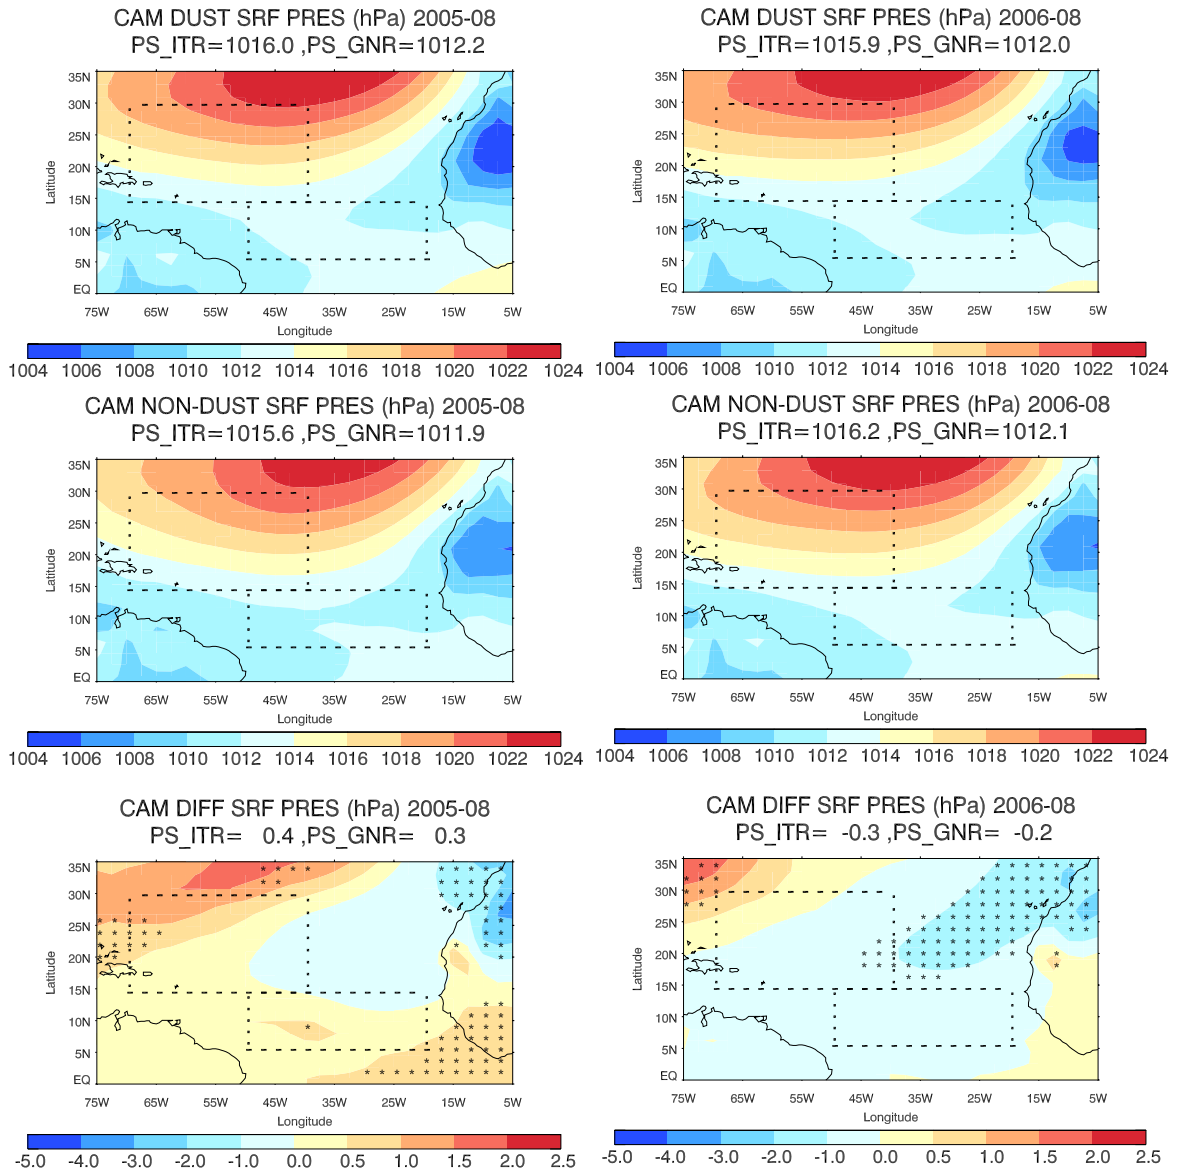 CAM DUST SRF PRES (hPa) 2005-08
PS_ITR=1016.0 ,PS_GNR=1012.2
35N
30N
25N
20N
15N
10N
5N
EQ
Latitude
75W 65W 55W 45W 35W 25W 15W 5W
Longitude
1004 1006 1008 1010 1012 1014 1016 1018 1020 1022 1024
CAM DUST SRF PRES (hPa) 2006-08
PS_ITR=1015.9 ,PS_GNR=1012.0
35N
30N
25N
20N
15N
10N
5N
EQ
Latitude
75W 65W 55W 45W 35W 25W 15W 5W
Longitude
1004 1006 1008 1010 1012 1014 1016 1018 1020 1022 1024
CAM NON-DUST SRF PRES (hPa) 2005-08
PS_ITR=1015.6 ,PS_GNR=1011.9
35N
30N
25N
20N
15N
10N
5N
EQ
Latitude
75W 65W 55W 45W 35W 25W 15W 5W
Longitude
1004 1006 1008 1010 1012 1014 1016 1018 1020 1022 1024
CAM NON-DUST SRF PRES (hPa) 2006-08
PS_ITR=1016.2 ,PS_GNR=1012.1
35N
30N
25N
20N
15N
10N
5N
EQ
Latitude
75W 65W 55W 45W 35W 25W 15W 5W
Longitude
1004 1006 1008 1010 1012 1014 1016 1018 1020 1022 1024
CAM DIFF SRF PRES (hPa) 2005-08
PS_ITR= 0.4 ,PS_GNR= 0.3
35N
30N
25N
20N
15N
10N
5N
EQ
Latitude
75W 65W 55W 45W 35W 25W 15W 5W
Longitude
-5.0 -4.0 -3.0 -2.0 -1.0 0.0 0.5 1.0 1.5 2.0 2.5
CAM DIFF SRF PRES (hPa) 2006-08
PS_ITR= -0.3 ,PS_GNR= -0.2
35N
30N
25N
20N
15N
10N
5N
EQ
Latitude
75W 65W 55W 45W 35W 25W 15W 5W
Longitude
-5.0 -4.0 -3.0 -2.0 -1.0 0.0 0.5 1.0 1.5 2.0 2.5